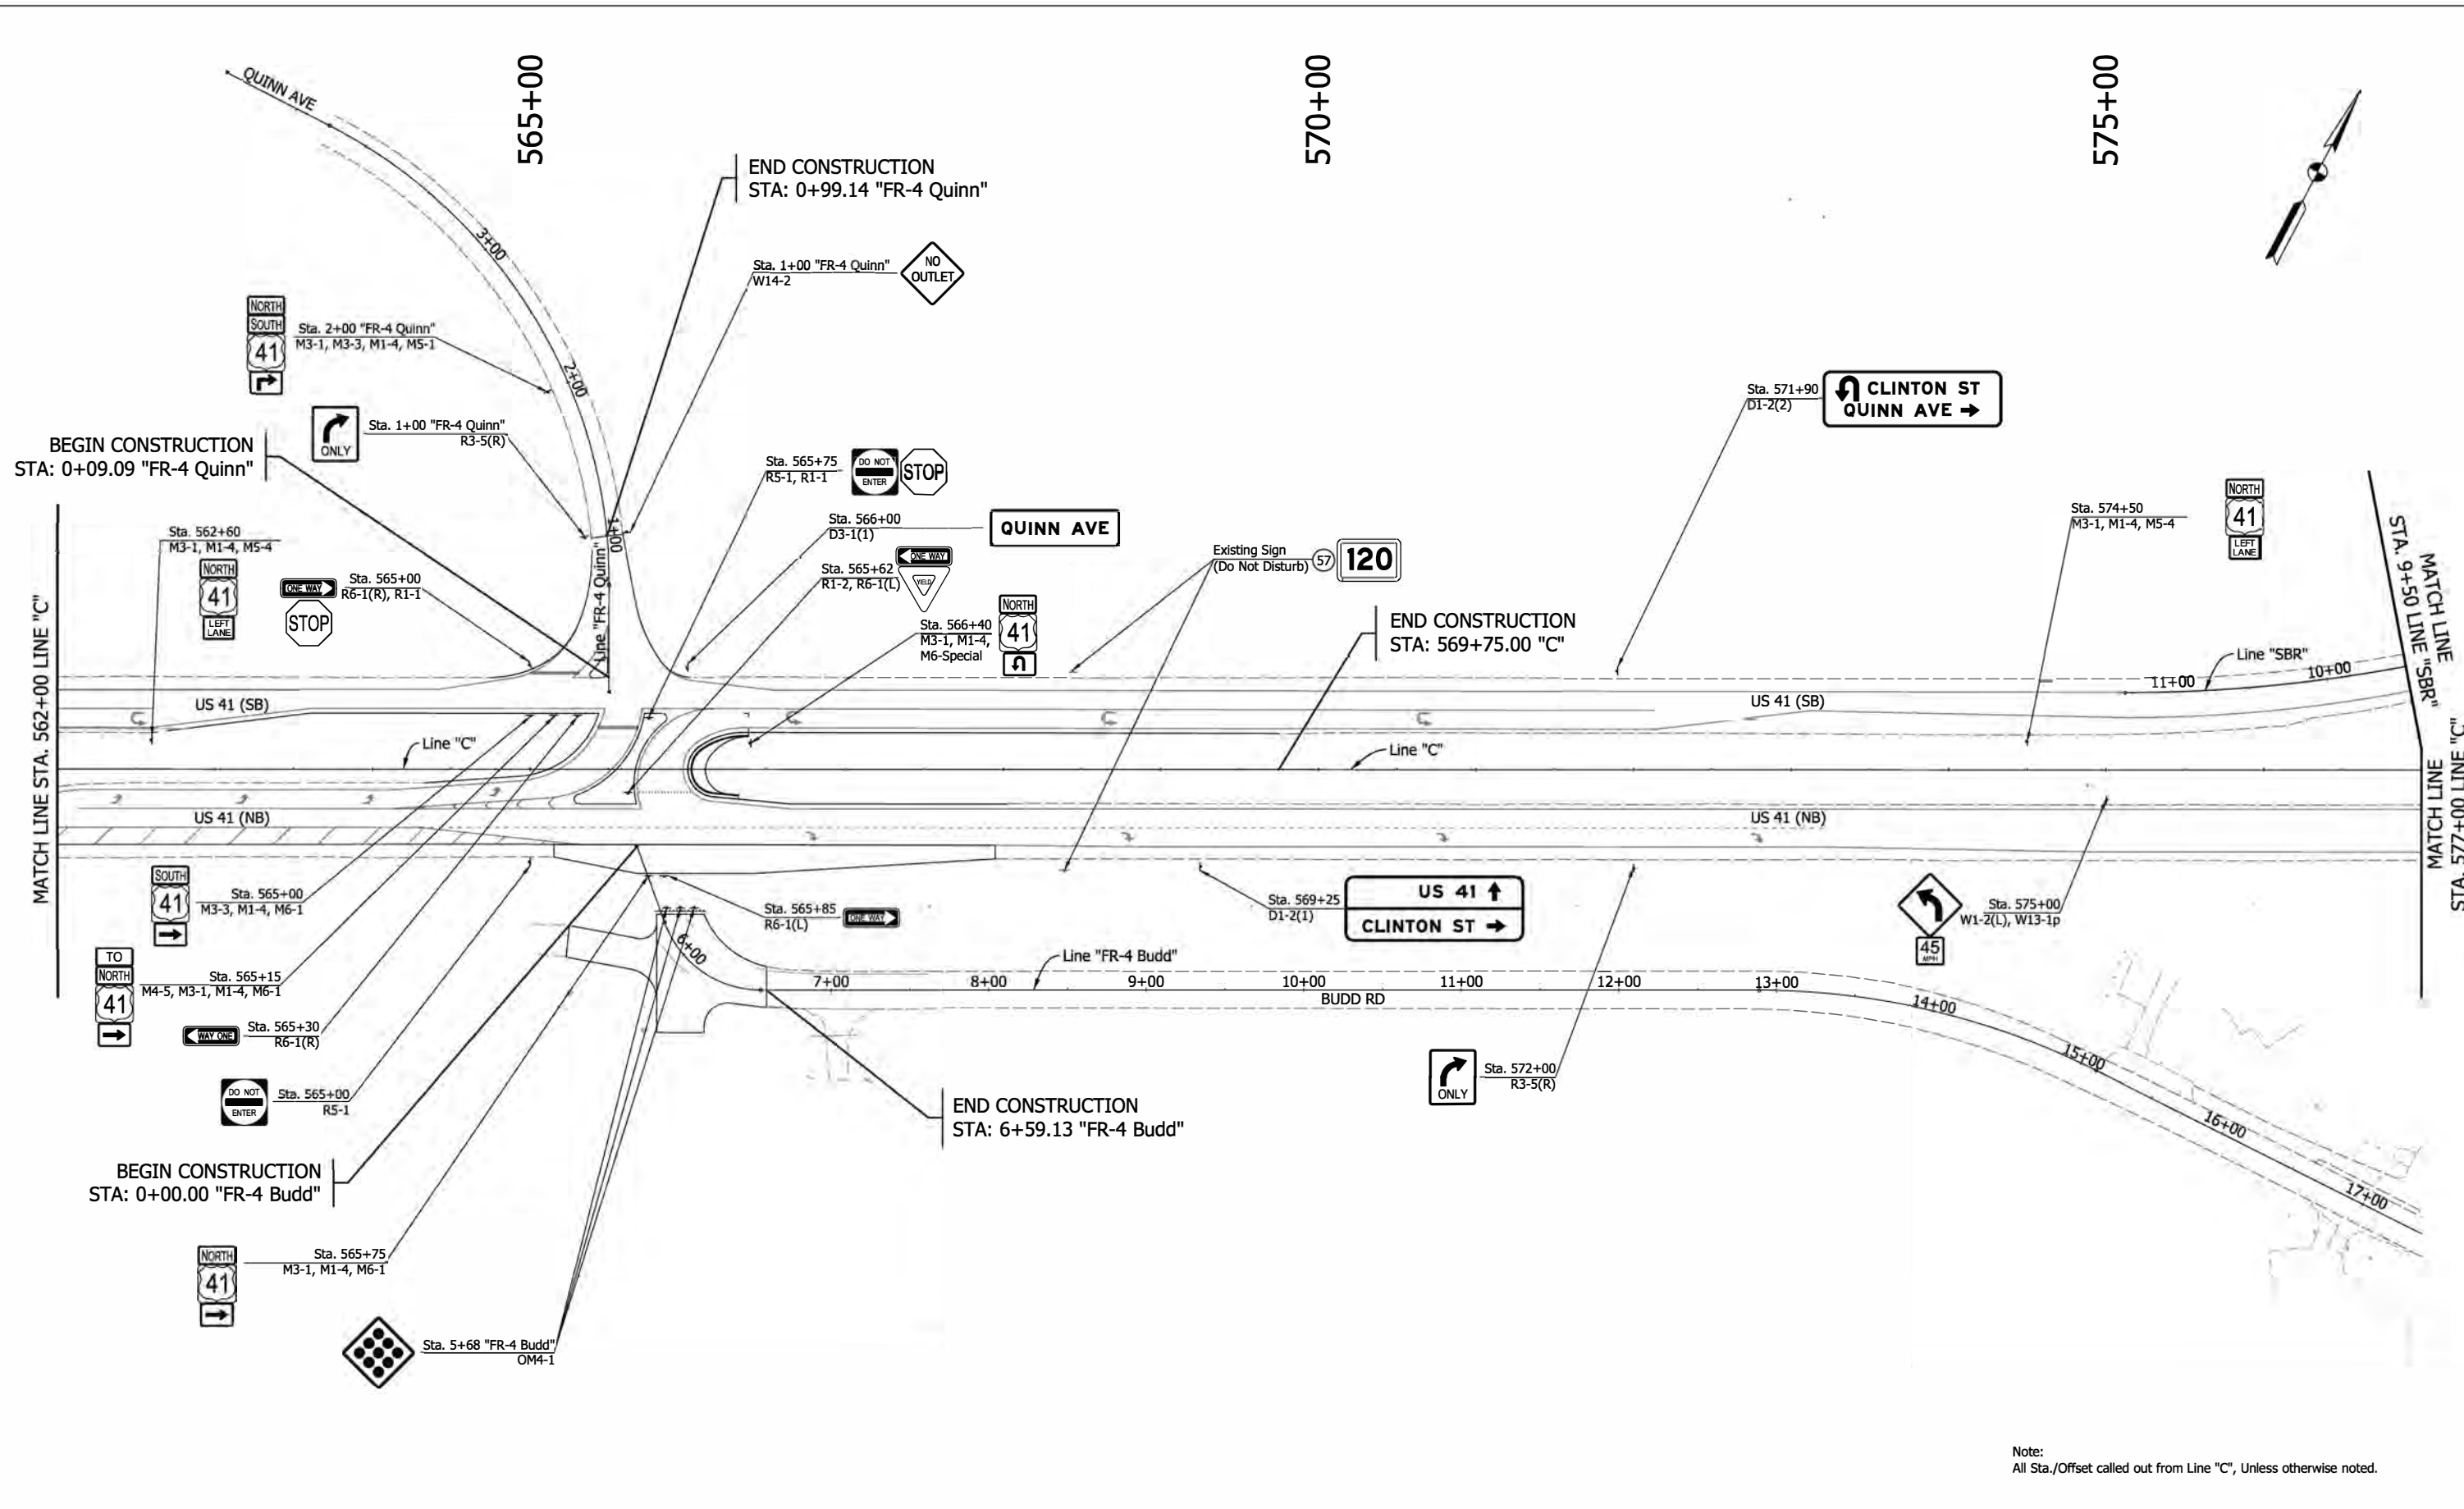 565+00
570+00
575+00
QUINN AVE
3+00
2+00
1+00
Line "FR-4 Quinn"
END CONSTRUCTION
STA: 0+99.14 "FR-4 Quinn"
Sta. 1+00 "FR-4 Quinn"
W14-2
NO
OUTLET
NORTH
SOUTH
41
Sta. 2+00 "FR-4 Quinn"
M3-1, M3-3, M1-4, M5-1
ONLY
Sta. 1+00 "FR-4 Quinn"
R3-5(R)
BEGIN CONSTRUCTION
STA: 0+09.09 "FR-4 Quinn"
Sta. 571+90
D1-2(2)
CLINTON ST
QUINN AVE
Sta. 565+75
R5-1, R1-1
DO NOT
ENTER
STOP
Sta. 566+00
D3-1(1)
QUINN AVE
Sta. 565+62
R1-2, R6-1(L)
ONE WAY
YIELD
Sta. 566+40
M3-1, M1-4,
M6-Special
NORTH
41
Existing Sign
(Do Not Disturb)
57
120
END CONSTRUCTION
STA: 569+75.00 "C"
Sta. 574+50
M3-1, M1-4, M5-4
NORTH
41
LEFT
LANE
Sta. 562+60
M3-1, M1-4, M5-4
NORTH
41
LEFT
LANE
ONE WAY
STOP
Sta. 565+00
R6-1(R), R1-1
MATCH LINE STA. 562+00 LINE "C"
MATCH LINE
STA. 9+50 LINE "SBR"
MATCH LINE
STA. 577+00 LINE "C"
Line "SBR"
11+00
10+00
US 41 (SB)
US 41 (SB)
Line "C"
Line "C"
US 41 (NB)
US 41 (NB)
SOUTH
41
Sta. 565+00
M3-3, M1-4, M6-1
TO
NORTH
41
Sta. 565+15
M4-5, M3-1, M1-4, M6-1
WAY ONE
Sta. 565+30
R6-1(R)
DO NOT
ENTER
Sta. 565+00
R5-1
BEGIN CONSTRUCTION
STA: 0+00.00 "FR-4 Budd"
NORTH
41
Sta. 565+75
M3-1, M1-4, M6-1
Sta. 5+68 "FR-4 Budd"
OM4-1
Sta. 565+85
R6-1(L)
ONE WAY
Sta. 569+25
D1-2(1)
US 41
CLINTON ST
Sta. 575+00
W1-2(L), W13-1p
45
MPH
Line "FR-4 Budd"
6+00
7+00
8+00
9+00
10+00
11+00
12+00
13+00
14+00
15+00
16+00
17+00
BUDD RD
END CONSTRUCTION
STA: 6+59.13 "FR-4 Budd"
ONLY
Sta. 572+00
R3-5(R)
Note:
All Sta./Offset called out from Line "C", Unless otherwise noted.